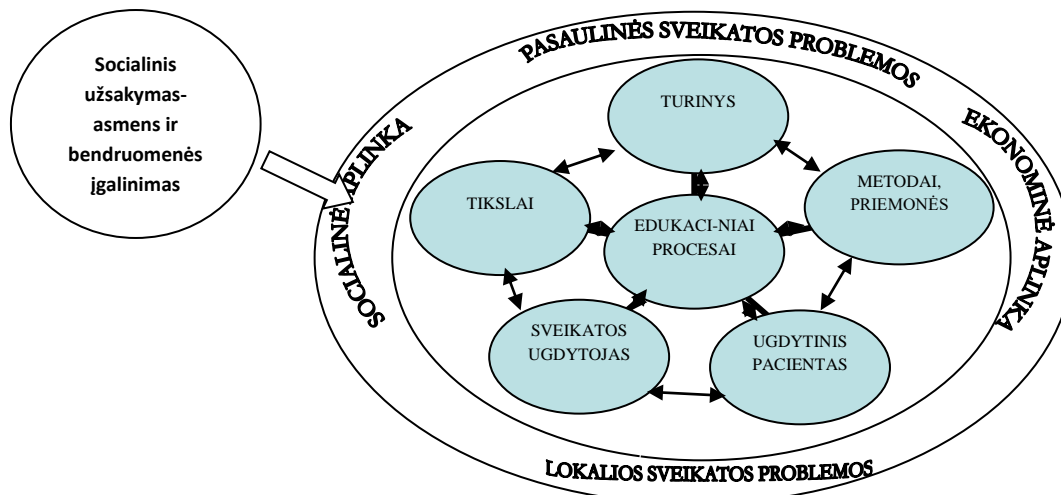 Socialinis
užsakymas-
asmens ir
bendruomenės
įgalinimas
PASAULINĖS SVEIKATOS PROBLEMOS
SOCIALINĖ APLINKA
EKONOMINĖ APLINKA
TURINYS
TIKSLAI
METODAI,
PRIEMONĖS
EDUKACI-NIAI
PROCESAI
SVEIKATOS
UGDYTOJAS
UGDYTINIS
PACIENTAS
LOKALIOS SVEIKATOS PROBLEMOS